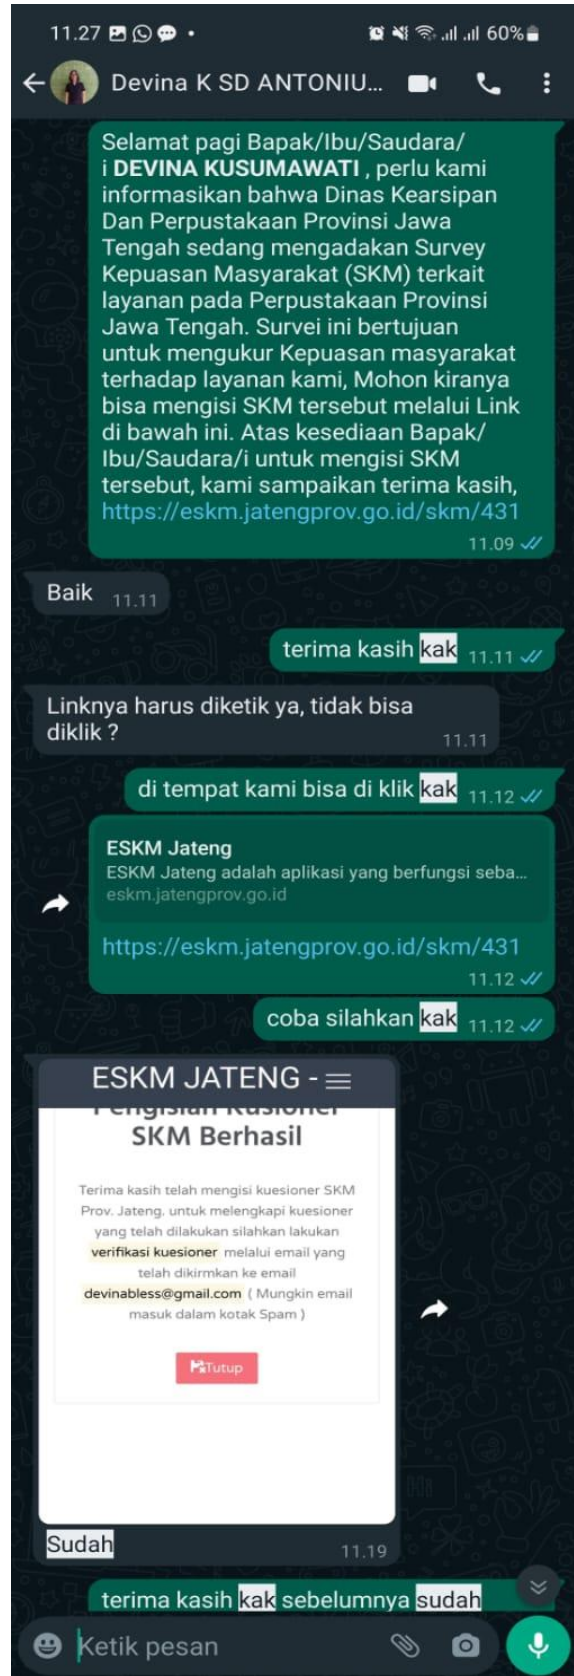 11.27
60%
Devina K SD ANTONIU...
Selamat pagi Bapak/Ibu/Saudara/
i DEVINA KUSUMAWATI , perlu kami
informasikan bahwa Dinas Kearsipan
Dan Perpustakaan Provinsi Jawa
Tengah sedang mengadakan Survey
Kepuasan Masyarakat (SKM) terkait
layanan pada Perpustakaan Provinsi
Jawa Tengah. Survei ini bertujuan
untuk mengukur Kepuasan masyarakat
terhadap layanan kami, Mohon kiranya
bisa mengisi SKM tersebut melalui Link
di bawah ini. Atas kesediaan Bapak/
Ibu/Saudara/i untuk mengisi SKM
tersebut, kami sampaikan terima kasih,
https://eskm.jatengprov.go.id/skm/431
11.09
Baik 11.11
terima kasih kak 11.11
Linknya harus diketik ya, tidak bisa
diklik ?
11.11
di tempat kami bisa di klik kak 11.12
ESKM Jateng
ESKM Jateng adalah aplikasi yang berfungsi seba...
eskm.jatengprov.go.id
https://eskm.jatengprov.go.id/skm/431
11.12
coba silahkan kak 11.12
ESKM JATENG -
Pengisian Kusioner
SKM Berhasil
Terima kasih telah mengisi kuesioner SKM
Prov. Jateng. untuk melengkapi kuesioner
yang telah dilakukan silahkan lakukan
verifikasi kuesioner melalui email yang
telah dikirmkan ke email
devinabless@gmail.com ( Mungkin email
masuk dalam kotak Spam )
Tutup
Sudah 11.19
terima kasih kak sebelumnya sudah
Ketik pesan